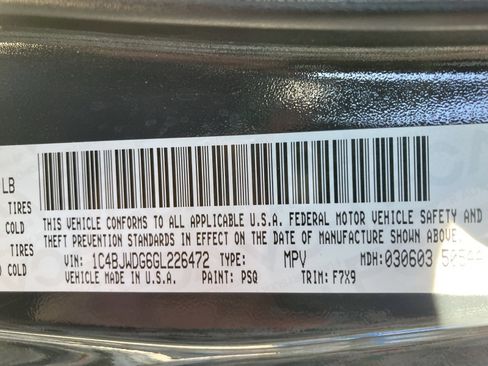 LB
TIRES
COLD
TIRES
COLD
THIS VEHICLE CONFORMS TO ALL APPLICABLE U.S.A. FEDERAL MOTOR VEHICLE SAFETY AND
THEFT PREVENTION STANDARDS IN EFFECT ON THE DATE OF MANUFACTURE SHOWN ABOVE.
VIN: 1C4BJWDG6GL226472 TYPE: MPV MDH: 030603
VEHICLE MADE IN U.S.A. PAINT: PSQ TRIM: F7X9